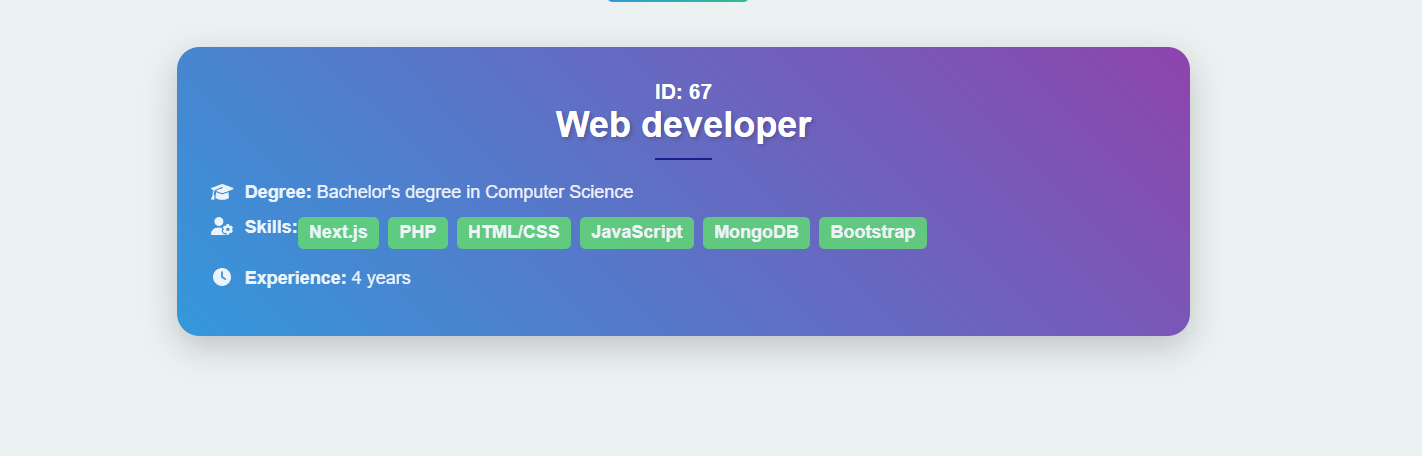 ID: 67
Web developer
Degree: Bachelor's degree in Computer Science
Skills: Next.js PHP HTML/CSS JavaScript MongoDB Bootstrap
Experience: 4 years